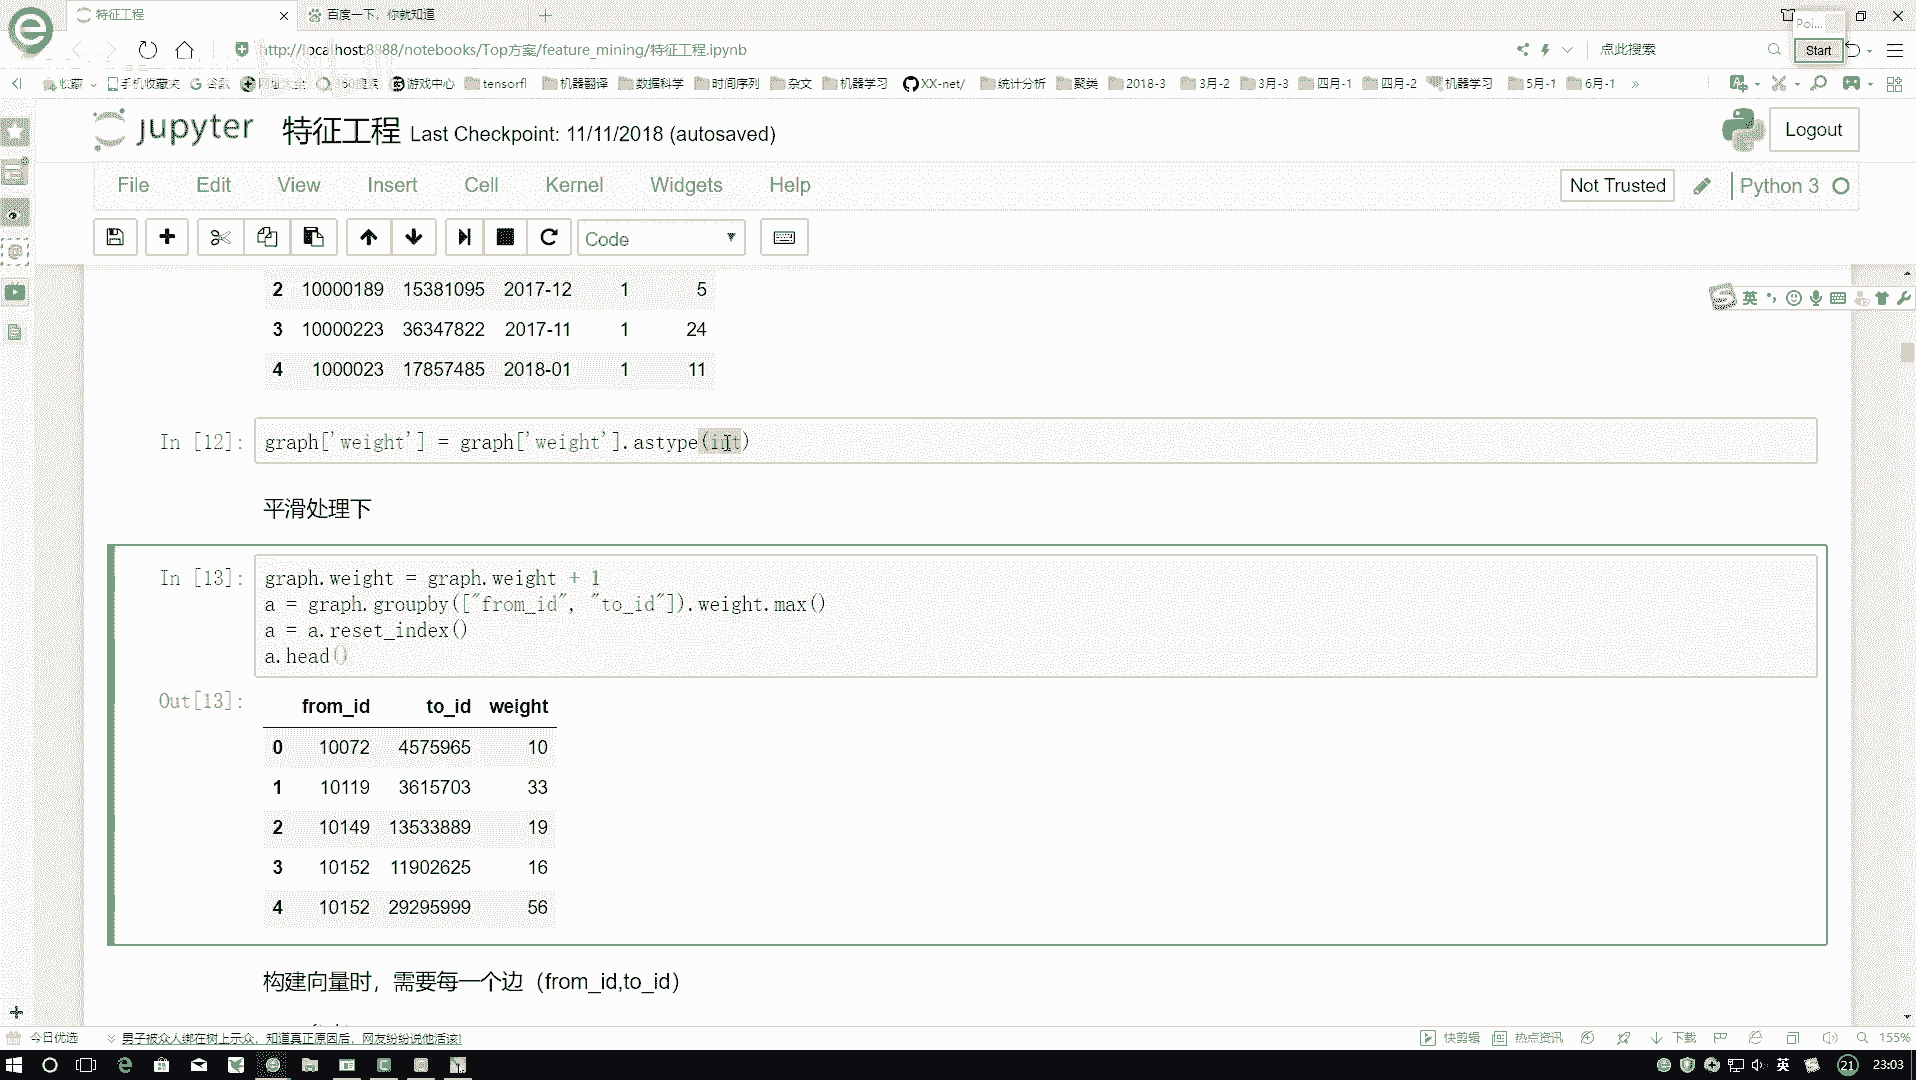 特征工程
百度一下，你就知道
http://localhost:8888/notebooks/Top方案/feature_mining/特征工程.ipynb
点此搜索
Start
收藏 手机收藏夹 谷歌 游戏中心 tensorfl 机器翻译 数据科学 时间序列 杂文 机器学习 XX-net/ 统计分析 聚类 2018-3 3月-2 3月-3 四月-1 四月-2 机器学习 5月-1 6月-1 »
jupyter 特征工程 Last Checkpoint: 11/11/2018 (autosaved)
Logout
File Edit View Insert Cell Kernel Widgets Help
Not Trusted
Python 3
Code
英
2 10000189 15381095 2017-12 1 5
3 10000223 36347822 2017-11 1 24
4 1000023 17857485 2018-01 1 11
In [12]: graph['weight'] = graph['weight'].astype(int)
平滑处理下
In [13]: graph.weight = graph.weight + 1
a = graph.groupby(["from_id", "to_id"]).weight.max()
a = a.reset_index()
a.head()
Out[13]:
from_id to_id weight
0 10072 4575965 10
1 10119 3615703 33
2 10149 13533889 19
3 10152 11902625 16
4 10152 29295999 56
构建向量时，需要每一个边（from_id,to_id）
今日优选
男子被众人绑在树上示众，知道真正原因后，网友纷纷说他活该!
快剪辑 热点资讯 下载 155%
英 21 23:03